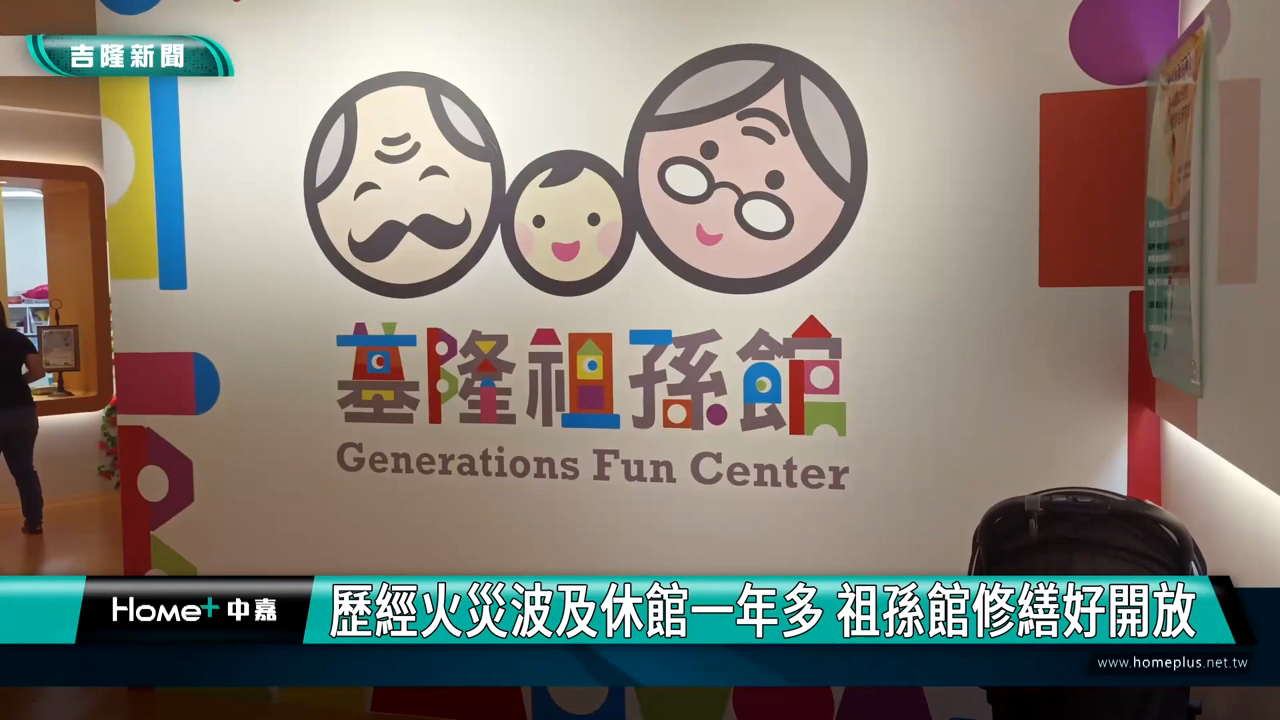 吉隆新聞
基隆祖孫館
Generations Fun Center
Home+ 中嘉
歷經火災波及休館一年多 祖孫館修繕好開放
www.homeplus.net.tw